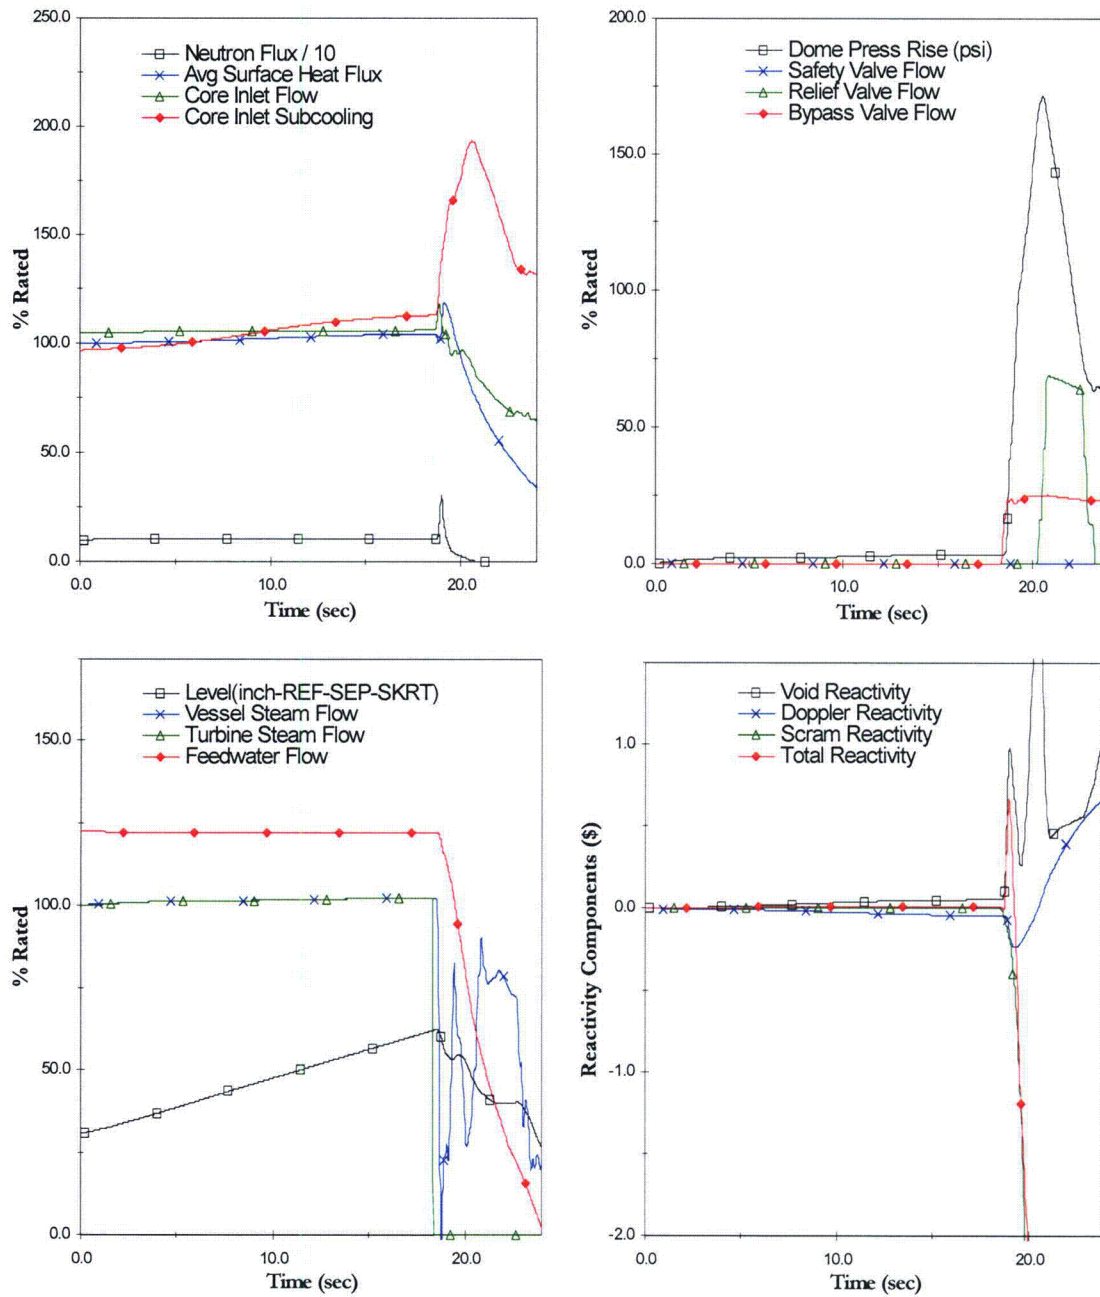 250.0
200.0
150.0
100.0
50.0
0.0
% Rated
Neutron Flux / 10
Avg Surface Heat Flux
Core Inlet Flow
Core Inlet Subcooling
0.0 10.0 20.0
Time (sec)
200.0
150.0
100.0
50.0
0.0
% Rated
Dome Press Rise (psi)
Safety Valve Flow
Relief Valve Flow
Bypass Valve Flow
0.0 10.0 20.0
Time (sec)
150.0
100.0
50.0
0.0
% Rated
Level(inch-REF-SEP-SKRT)
Vessel Steam Flow
Turbine Steam Flow
Feedwater Flow
0.0 10.0 20.0
Time (sec)
1.0
0.0
-1.0
-2.0
Reactivity Components ($)
Void Reactivity
Doppler Reactivity
Scram Reactivity
Total Reactivity
0.0 10.0 20.0
Time (sec)